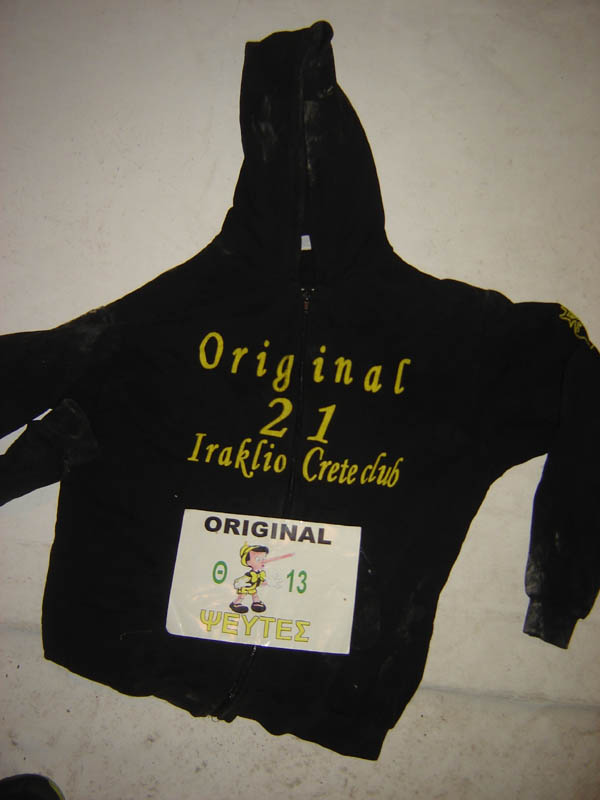 Original
21
Iraklio Crete club
ORIGINAL
Θ 13
ΨΕΥΤΕΣ